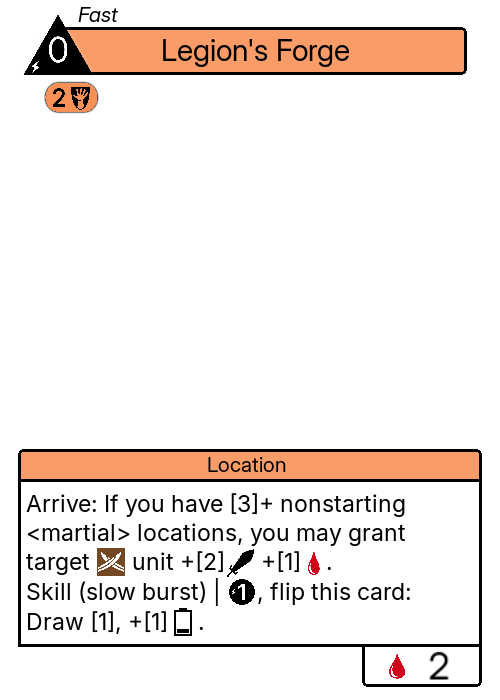 Fast
0
Legion's Forge
2
Location
Arrive: If you have [3]+ nonstarting
<martial> locations, you may grant
target unit +[2] +[1] .
Skill (slow burst) | 1, flip this card:
Draw [1], +[1] .
2